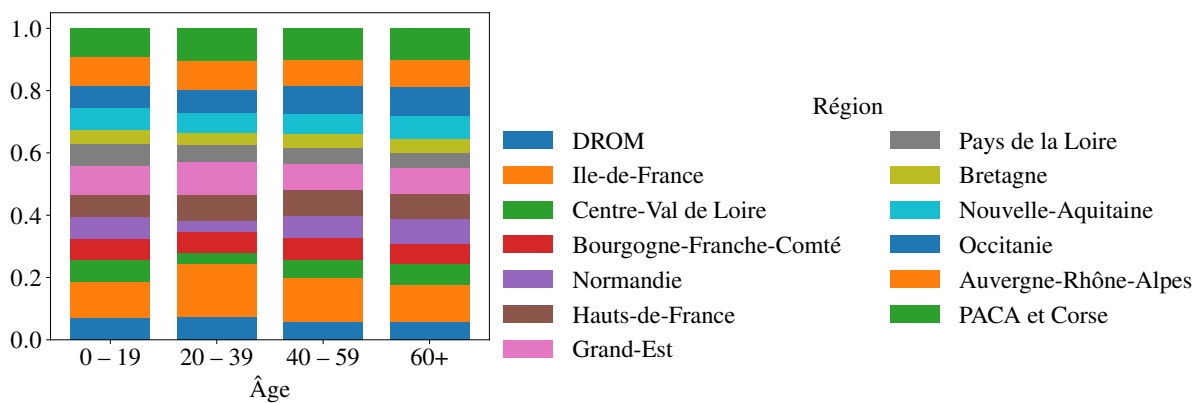 1.0
0.8
0.6
0.4
0.2
0.0
0 – 19
20 – 39
40 – 59
60+
Âge
Région
DROM
Ile-de-France
Centre-Val de Loire
Bourgogne-Franche-Comté
Normandie
Hauts-de-France
Grand-Est
Pays de la Loire
Bretagne
Nouvelle-Aquitaine
Occitanie
Auvergne-Rhône-Alpes
PACA et Corse